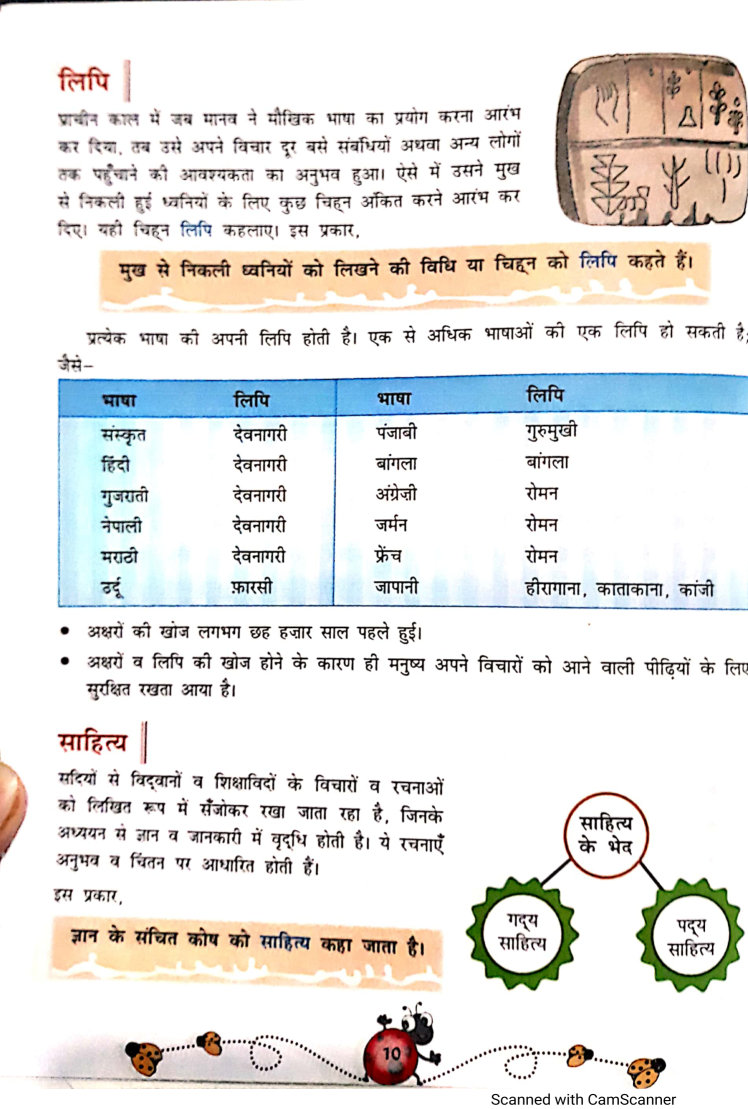 लिपि
प्राचीन काल में जब मानव ने मौखिक भाषा का प्रयोग करना आरंभ
कर दिया, तब उसे अपने विचार दूर बसे संबंधियों अथवा अन्य लोगों
तक पहुँचाने की आवश्यकता का अनुभव हुआ। ऐसे में उसने मुख
से निकली हुई ध्वनियों के लिए कुछ चिह्न अंकित करने आरंभ कर
दिए। यही चिह्न लिपि कहलाए। इस प्रकार,
मुख से निकली ध्वनियों को लिखने की विधि या चिह्न को लिपि कहते हैं।
प्रत्येक भाषा की अपनी लिपि होती है। एक से अधिक भाषाओं की एक लिपि हो सकती है;
जैसे–
भाषा लिपि भाषा लिपि
संस्कृत देवनागरी पंजाबी गुरुमुखी
हिंदी देवनागरी बांगला बांगला
गुजराती देवनागरी अंग्रेज़ी रोमन
नेपाली देवनागरी जर्मन रोमन
मराठी देवनागरी फ्रेंच रोमन
उर्दू फ़ारसी जापानी हीरागाना, काताकाना, कांजी
• अक्षरों की खोज लगभग छह हज़ार साल पहले हुई।
• अक्षरों व लिपि की खोज होने के कारण ही मनुष्य अपने विचारों को आने वाली पीढ़ियों के लिए
सुरक्षित रखता आया है।
साहित्य
सदियों से विद्वानों व शिक्षाविदों के विचारों व रचनाओं
को लिखित रूप में सँजोकर रखा जाता रहा है, जिनके
अध्ययन से ज्ञान व जानकारी में वृद्धि होती है। ये रचनाएँ
अनुभव व चिंतन पर आधारित होती हैं।
इस प्रकार,
ज्ञान के संचित कोष को साहित्य कहा जाता है।
साहित्य
के भेद
गद्य
साहित्य
पद्य
साहित्य
10
Scanned with CamScanner